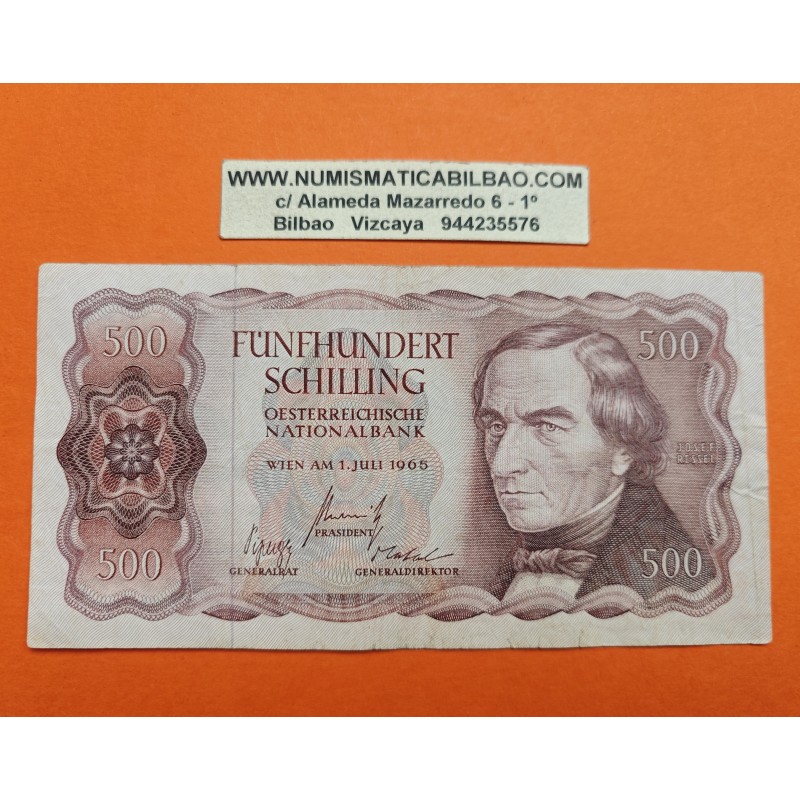 WWW.NUMISMATICABILBAO.COM
c/ Alameda Mazarredo 6 - 1º
Bilbao Vizcaya 944235576
500
FÜNFHUNDERT
SCHILLING
OESTERREICHISCHE
NATIONALBANK
WIEN AM 1. JULI 1965
PRÄSIDENT
GENERALRAT
GENERALDIREKTOR
500
500
JOSEF
RESSEL
500